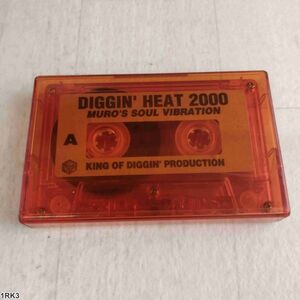 DIGGIN' HEAT 2000
MURO'S SOUL VIBRATION
A
KING OF DIGGIN' PRODUCTION
1RK3